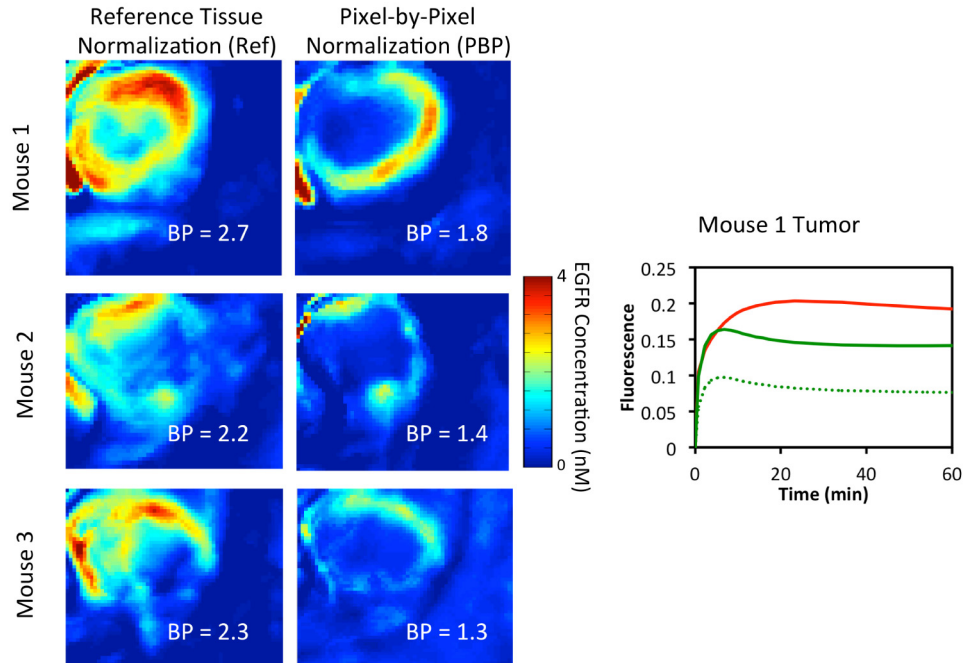 Reference Tissue
Normalization (Ref)
Pixel-by-Pixel
Normalization (PBP)
Mouse 1
BP = 2.7
BP = 1.8
Mouse 2
BP = 2.2
BP = 1.4
Mouse 3
BP = 2.3
BP = 1.3
4
0
EGFR Concentration (nM)
Mouse 1 Tumor
0.25
0.2
0.15
0.1
0.05
0
Fluorescence
0 20 40 60
Time (min)